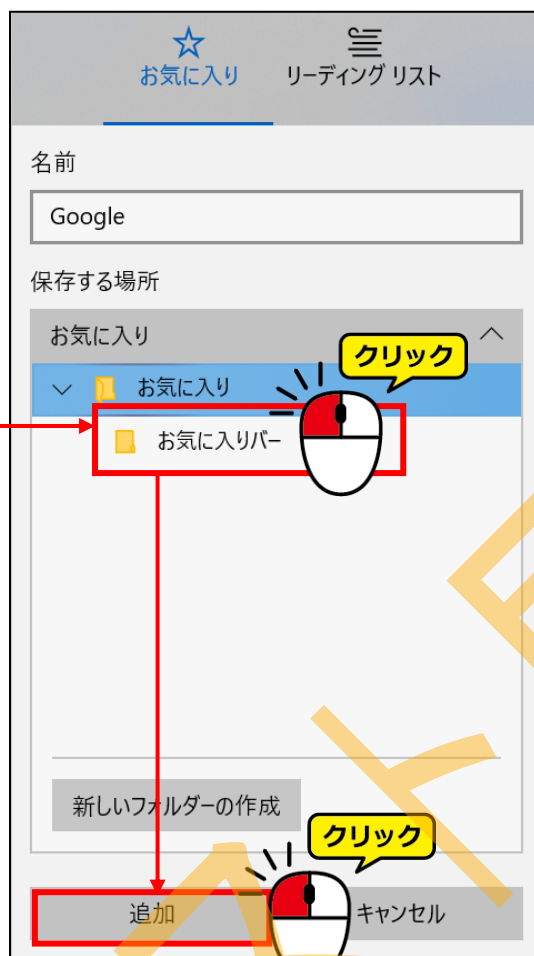 お気に入り
リーディング リスト
名前
Google
保存する場所
お気に入り
クリック
お気に入り
お気に入りバー
新しいフォルダーの作成
クリック
追加
キャンセル